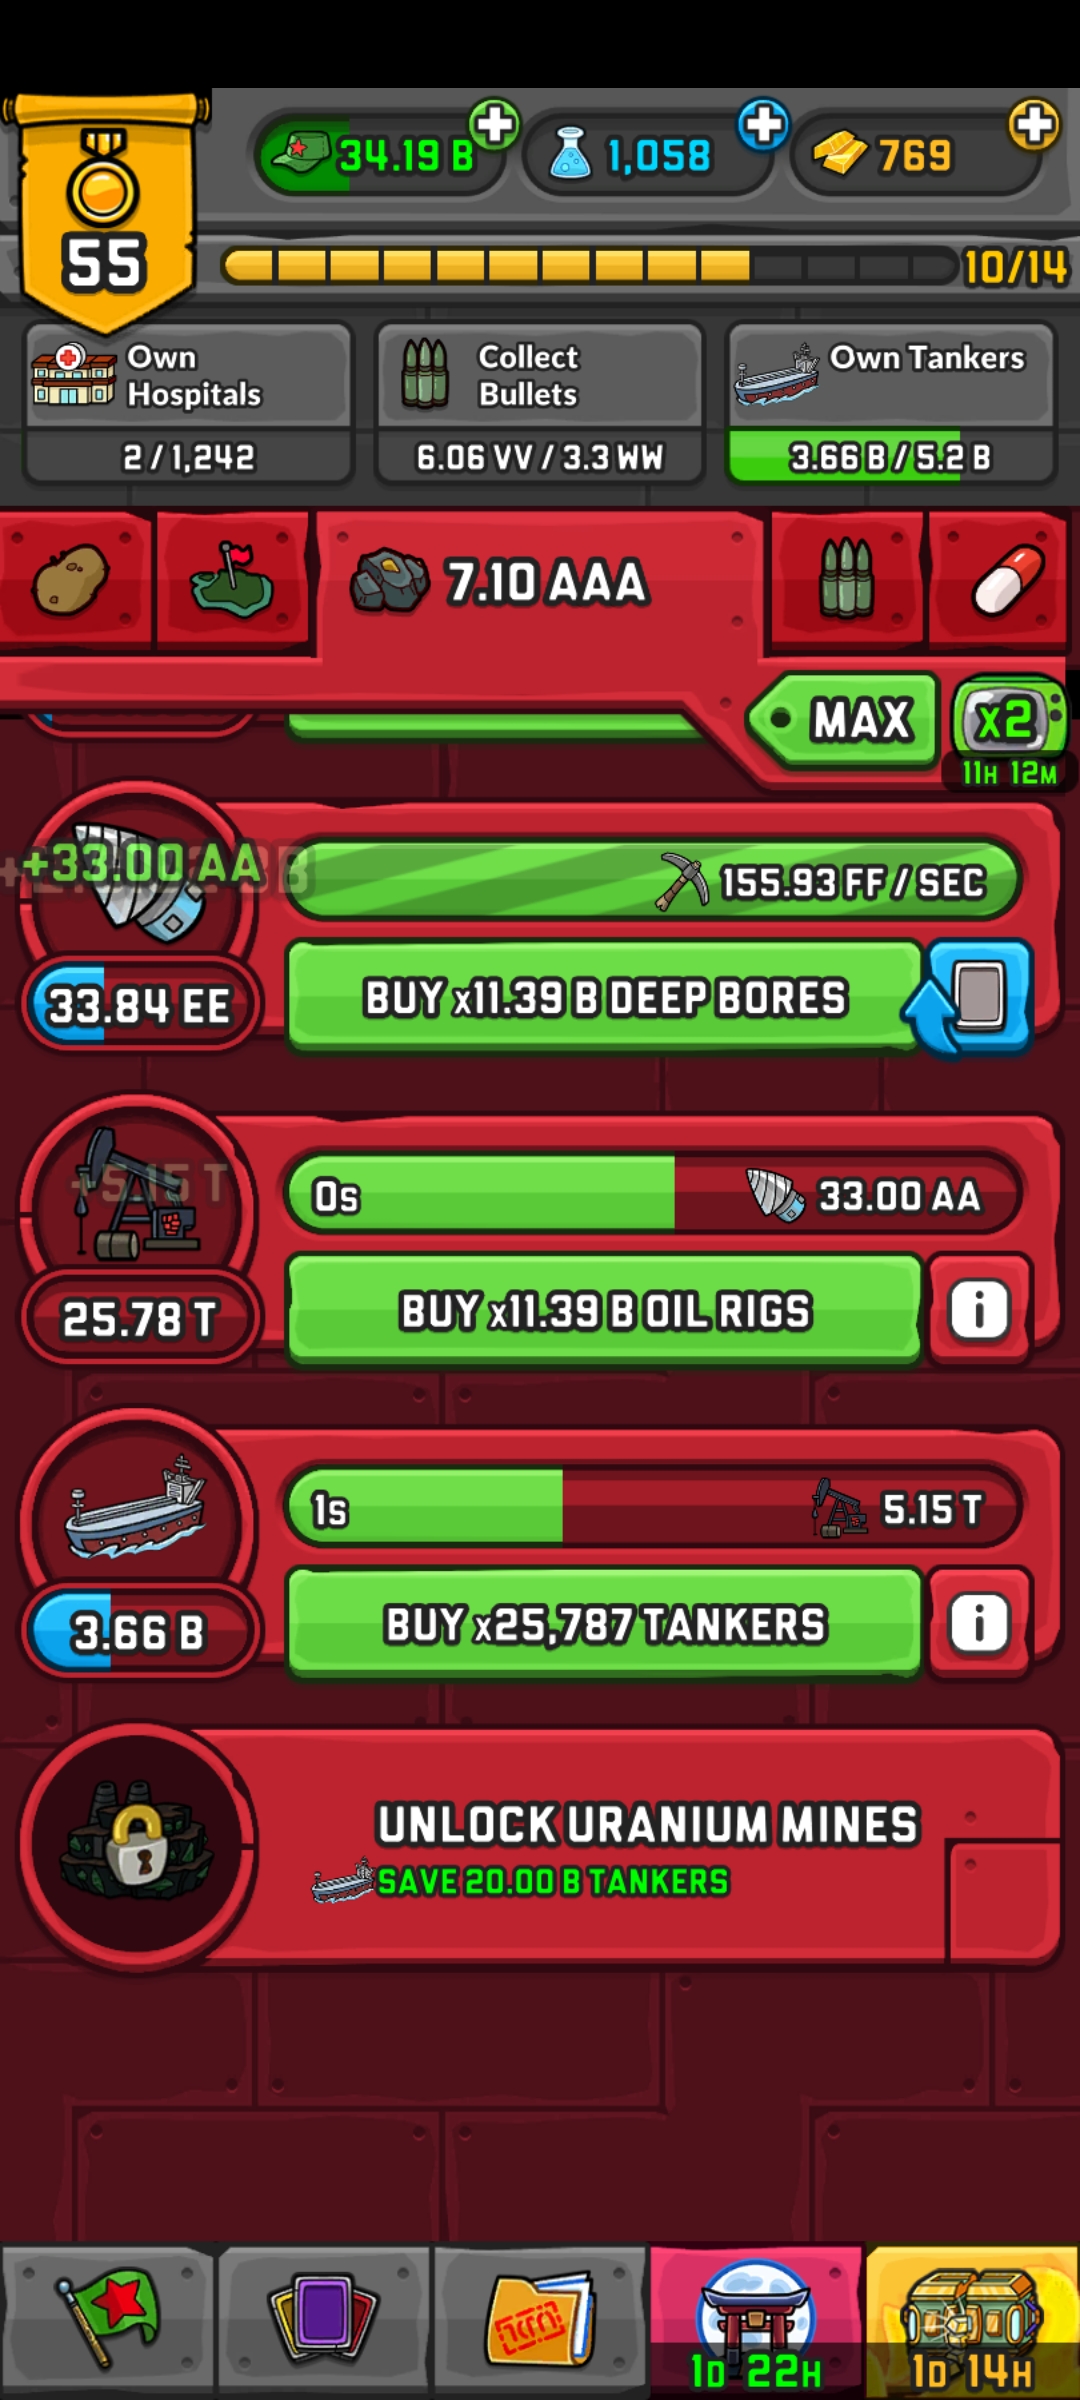 34.19 B
1,058
769
55
10/14
Own Hospitals
2 / 1,242
Collect Bullets
6.06 VV / 3.3 WW
Own Tankers
3.66 B / 5.2 B
7.10 AAA
MAX
x2
11H 12M
+33.00 AA
155.93 FF / SEC
33.84 EE
BUY x11.39 B DEEP BORES
+5.15 T
0s
33.00 AA
25.78 T
BUY x11.39 B OIL RIGS
i
1s
5.15 T
3.66 B
BUY x25,787 TANKERS
i
UNLOCK URANIUM MINES
SAVE 20.00 B TANKERS
1D 22H
1D 14H